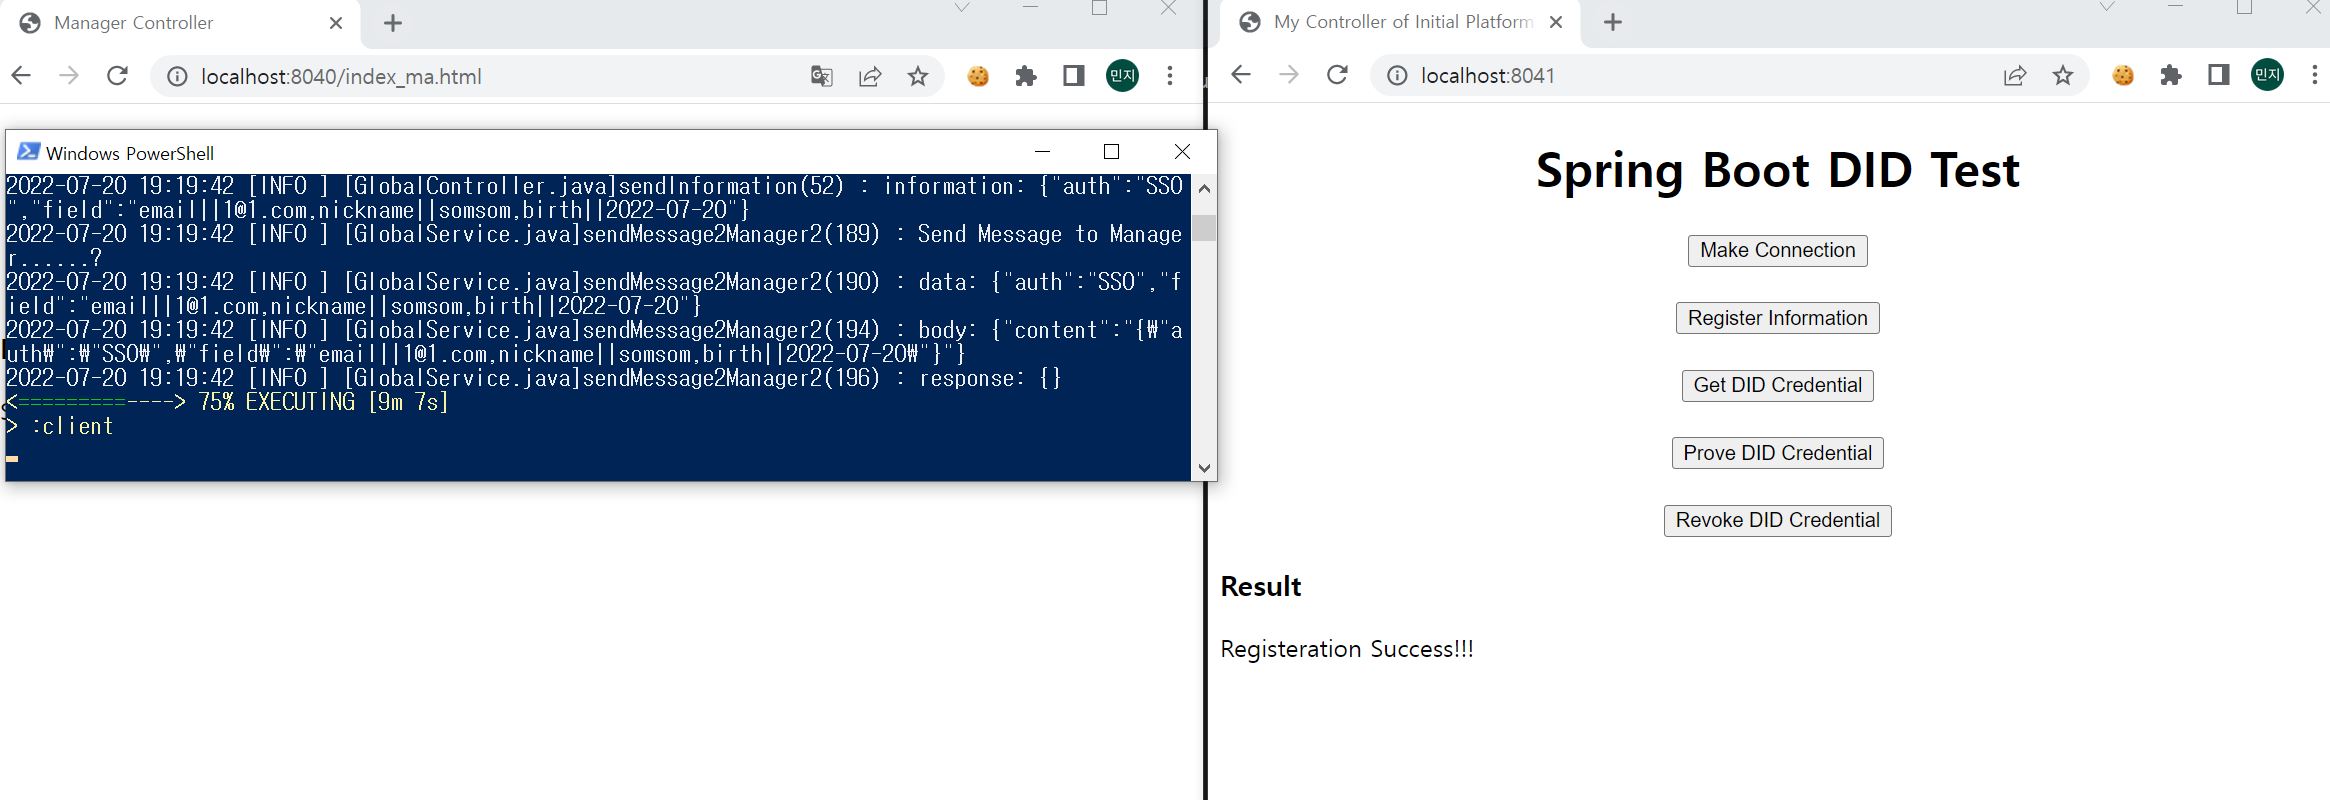 Manager Controller
localhost:8040/index_ma.html
민지
Windows PowerShell
2022-07-20 19:19:42 [INFO ] [GlobalController.java]sendInformation(52) : information: {"auth":"SSO
","field":"email||1@1.com,nickname||somsom,birth||2022-07-20"}
2022-07-20 19:19:42 [INFO ] [GlobalService.java]sendMessage2Manager2(189) : Send Message to Manage
r......?
2022-07-20 19:19:42 [INFO ] [GlobalService.java]sendMessage2Manager2(190) : data: {"auth":"SSO","f
ield":"email||1@1.com,nickname||somsom,birth||2022-07-20"}
2022-07-20 19:19:42 [INFO ] [GlobalService.java]sendMessage2Manager2(194) : body: {"content":"{₩"a
uth₩":₩"SSO₩",₩"field₩":₩"email||1@1.com,nickname||somsom,birth||2022-07-20₩"}"}
2022-07-20 19:19:42 [INFO ] [GlobalService.java]sendMessage2Manager2(196) : response: {}
<=========----> 75% EXECUTING [9m 7s]
> :client
My Controller of Initial Platform
localhost:8041
민지
Spring Boot DID Test
Make Connection
Register Information
Get DID Credential
Prove DID Credential
Revoke DID Credential
Result
Registeration Success!!!